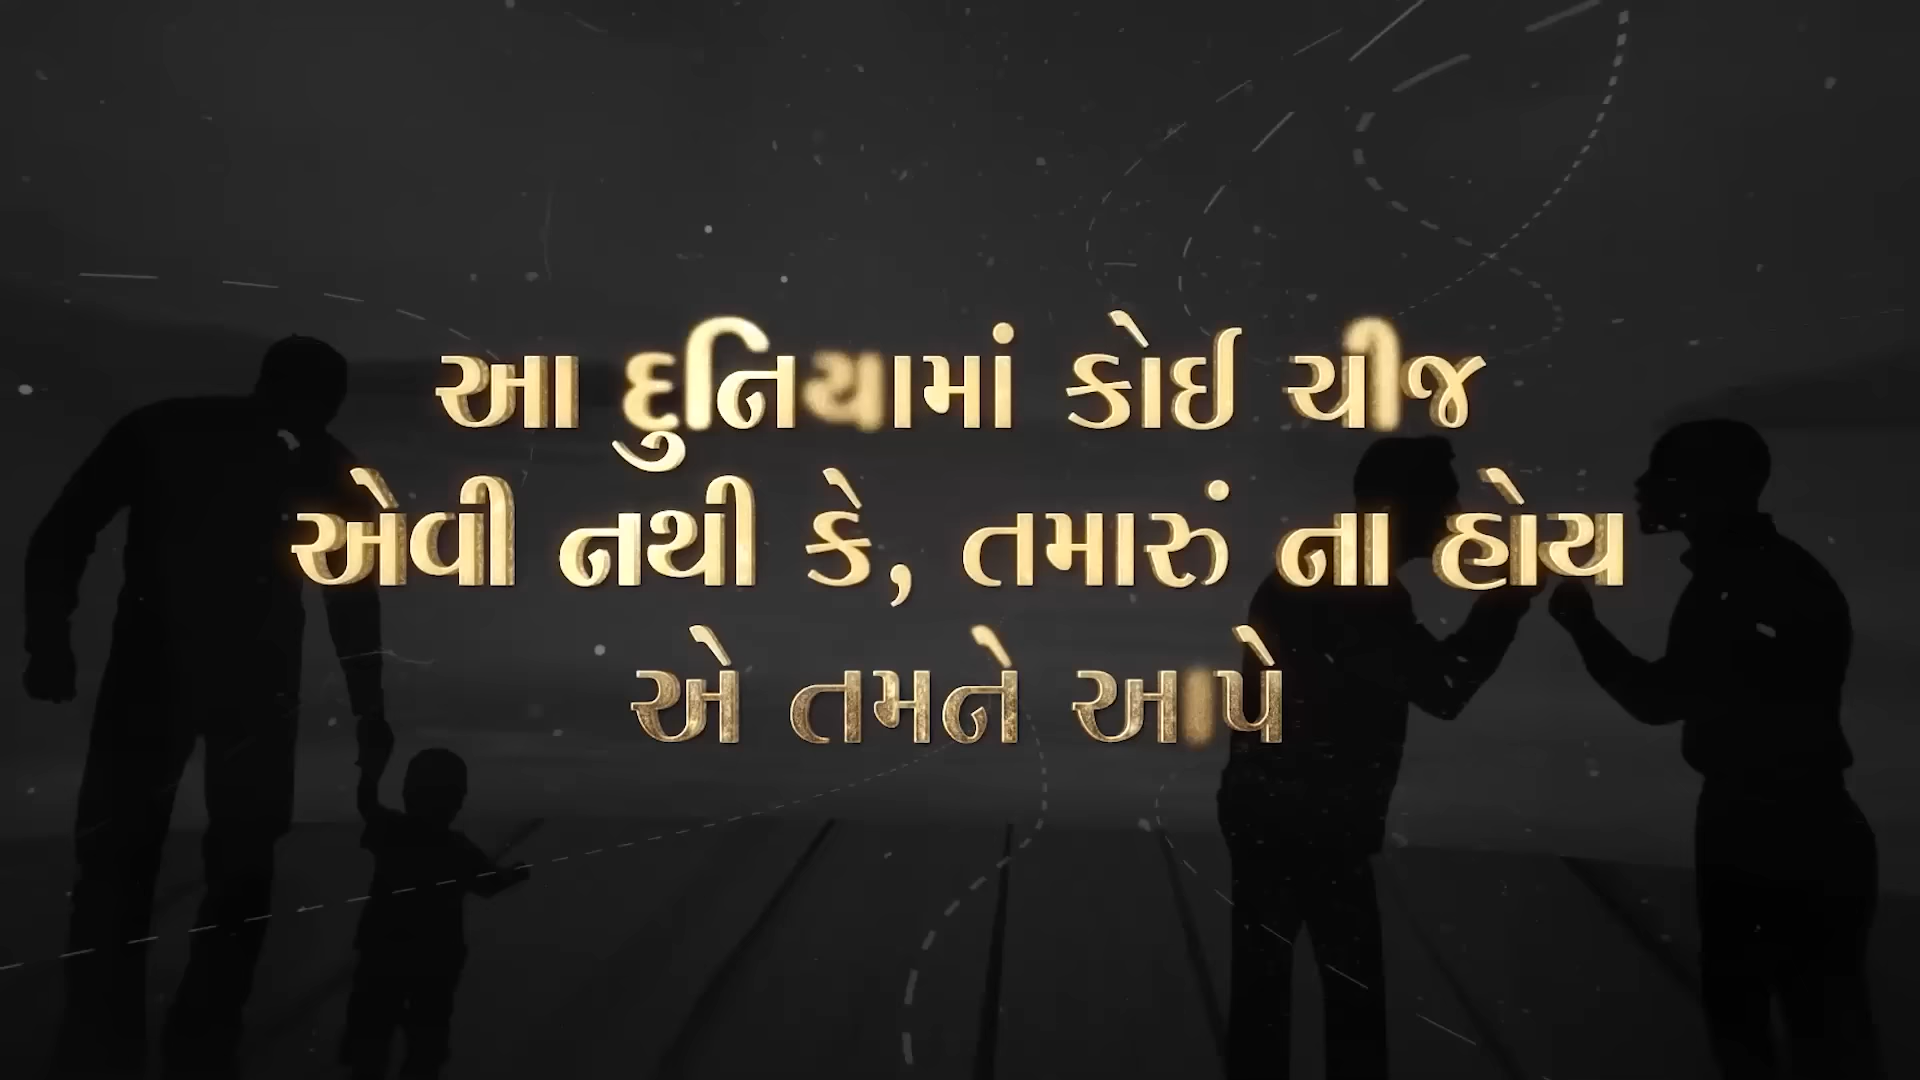 આ દુનિયામાં કોઈ ચીજ
એવી નથી કે, તમારું ના હોય
એ તમને આપે